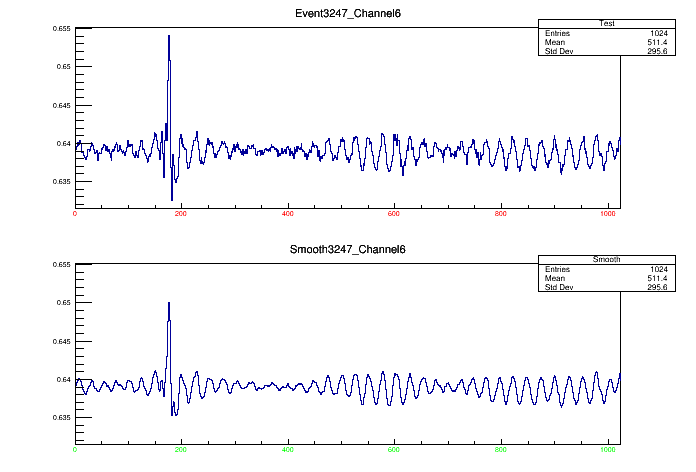 Event3247_Channel6
Test
Entries 1024
Mean 511.4
Std Dev 295.6
0.655
0.65
0.645
0.64
0.635
0 200 400 600 800 1000
Smooth3247_Channel6
Smooth
Entries 1024
Mean 511.4
Std Dev 295.6
0.655
0.65
0.645
0.64
0.635
0 200 400 600 800 1000